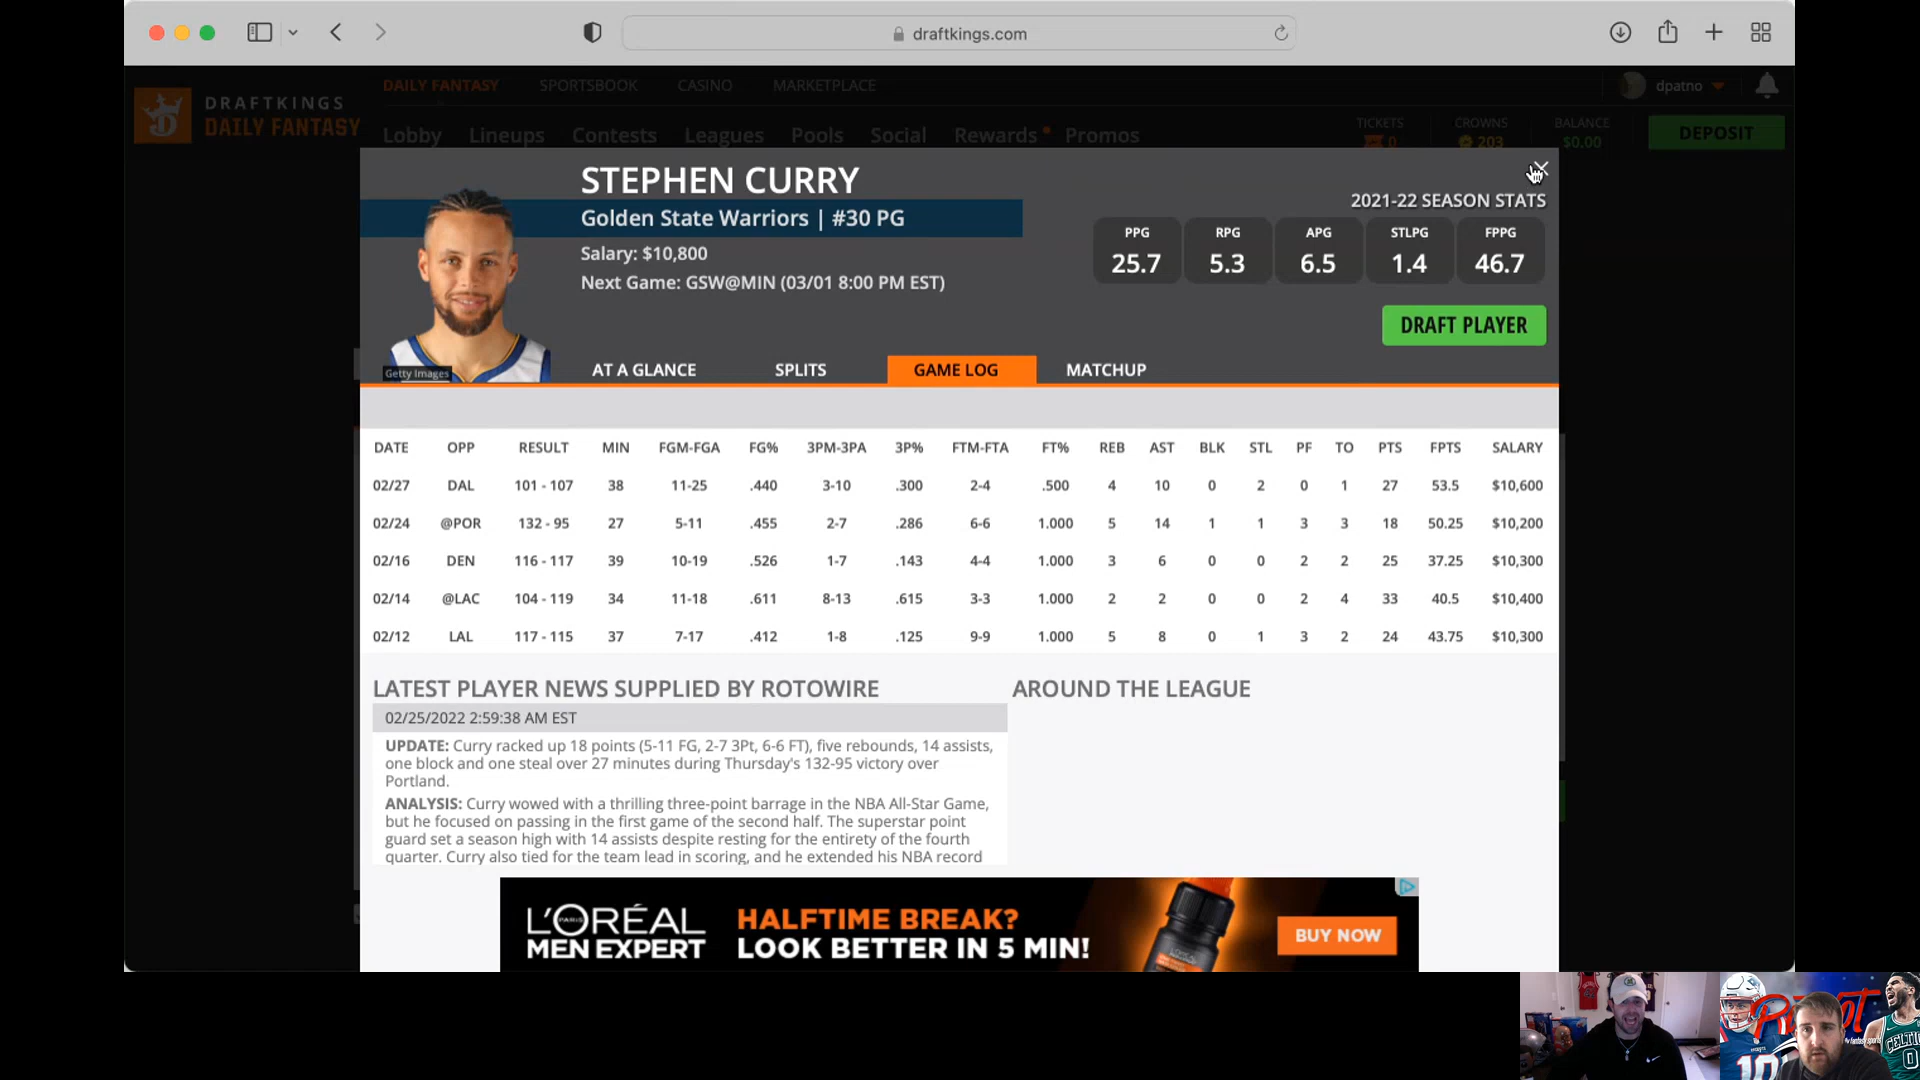 draftkings.com
DRAFTKINGS
DAILY FANTASY
DAILY FANTASY SPORTSBOOK CASINO MARKETPLACE
dpatno
Lobby Lineups Contests Leagues Pools Social Rewards Promos
TICKETS CROWNS BALANCE
0 203 $0.00
DEPOSIT
STEPHEN CURRY
Golden State Warriors | #30 PG
Salary: $10,800
Next Game: GSW@MIN (03/01 8:00 PM EST)
Getty Images
2021-22 SEASON STATS
PPG RPG APG STLPG FPPG
25.7 5.3 6.5 1.4 46.7
DRAFT PLAYER
AT A GLANCE SPLITS GAME LOG MATCHUP
DATE OPP RESULT MIN FGM-FGA FG% 3PM-3PA 3P% FTM-FTA FT% REB AST BLK STL PF TO PTS FPTS SALARY
02/27 DAL 101 - 107 38 11-25 .440 3-10 .300 2-4 .500 4 10 0 2 0 1 27 53.5 $10,600
02/24 @POR 132 - 95 27 5-11 .455 2-7 .286 6-6 1.000 5 14 1 1 3 3 18 50.25 $10,200
02/16 DEN 116 - 117 39 10-19 .526 1-7 .143 4-4 1.000 3 6 0 0 2 2 25 37.25 $10,300
02/14 @LAC 104 - 119 34 11-18 .611 8-13 .615 3-3 1.000 2 2 0 0 2 4 33 40.5 $10,400
02/12 LAL 117 - 115 37 7-17 .412 1-8 .125 9-9 1.000 5 8 0 1 3 2 24 43.75 $10,300
LATEST PLAYER NEWS SUPPLIED BY ROTOWIRE
02/25/2022 2:59:38 AM EST
UPDATE: Curry racked up 18 points (5-11 FG, 2-7 3Pt, 6-6 FT), five rebounds, 14 assists,
one block and one steal over 27 minutes during Thursday's 132-95 victory over
Portland.
ANALYSIS: Curry wowed with a thrilling three-point barrage in the NBA All-Star Game,
but he focused on passing in the first game of the second half. The superstar point
guard set a season high with 14 assists despite resting for the entirety of the fourth
quarter. Curry also tied for the team lead in scoring, and he extended his NBA record
AROUND THE LEAGUE
L'ORÉAL
PARIS
MEN EXPERT
HALFTIME BREAK?
LOOK BETTER IN 5 MIN!
BUY NOW
CELTIC
10
0